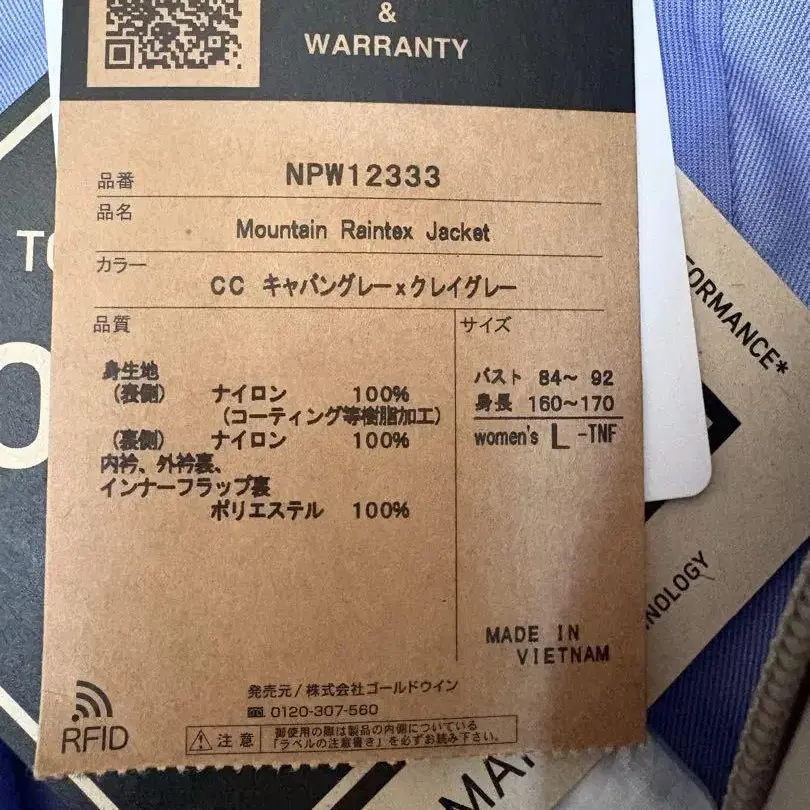 &
WARRANTY
品番 NPW12333
品名
Mountain Raintex Jacket
カラー
CC キャバングレー×クレイグレー
品質
身生地
(裏側) ナイロン 100%
(コーティング等樹脂加工)
(裏側) ナイロン 100%
内衿、外衿裏、
インナーフラップ裏
ポリエステル 100%
サイズ
バスト 84~ 92
身長 160~170
women's L -TNF
MADE IN
VIETNAM
発売元/株式会社ゴールドウイン
0120-307-560
RFID
注意
御使用の際は製品の内側についている
「ラベルの注意書き」を必ずお読み下さい。
ORMANCE*
NOLOGY